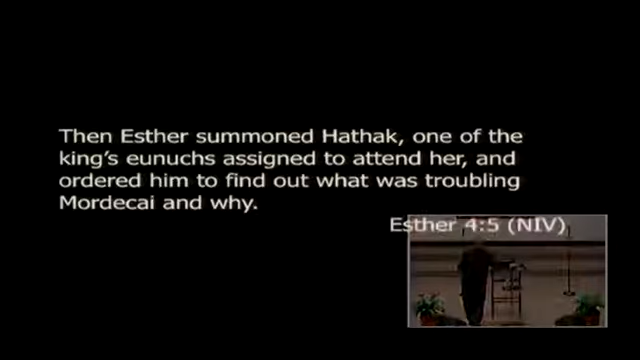 Then Esther summoned Hathak, one of the
king's eunuchs assigned to attend her, and
ordered him to find out what was troubling
Mordecai and why.
Esther 4:5 (NIV)